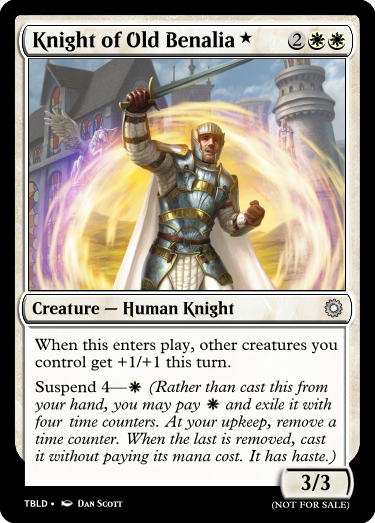 Knight of Old Benalia ★ 2
Creature — Human Knight
When this enters play, other creatures you
control get +1/+1 this turn.
Suspend 4— (Rather than cast this from
your hand, you may pay and exile it with
four time counters. At your upkeep, remove a
time counter. When the last is removed, cast
it without paying its mana cost. It has haste.)
3/3
TBLD • Dan Scott
(NOT FOR SALE)